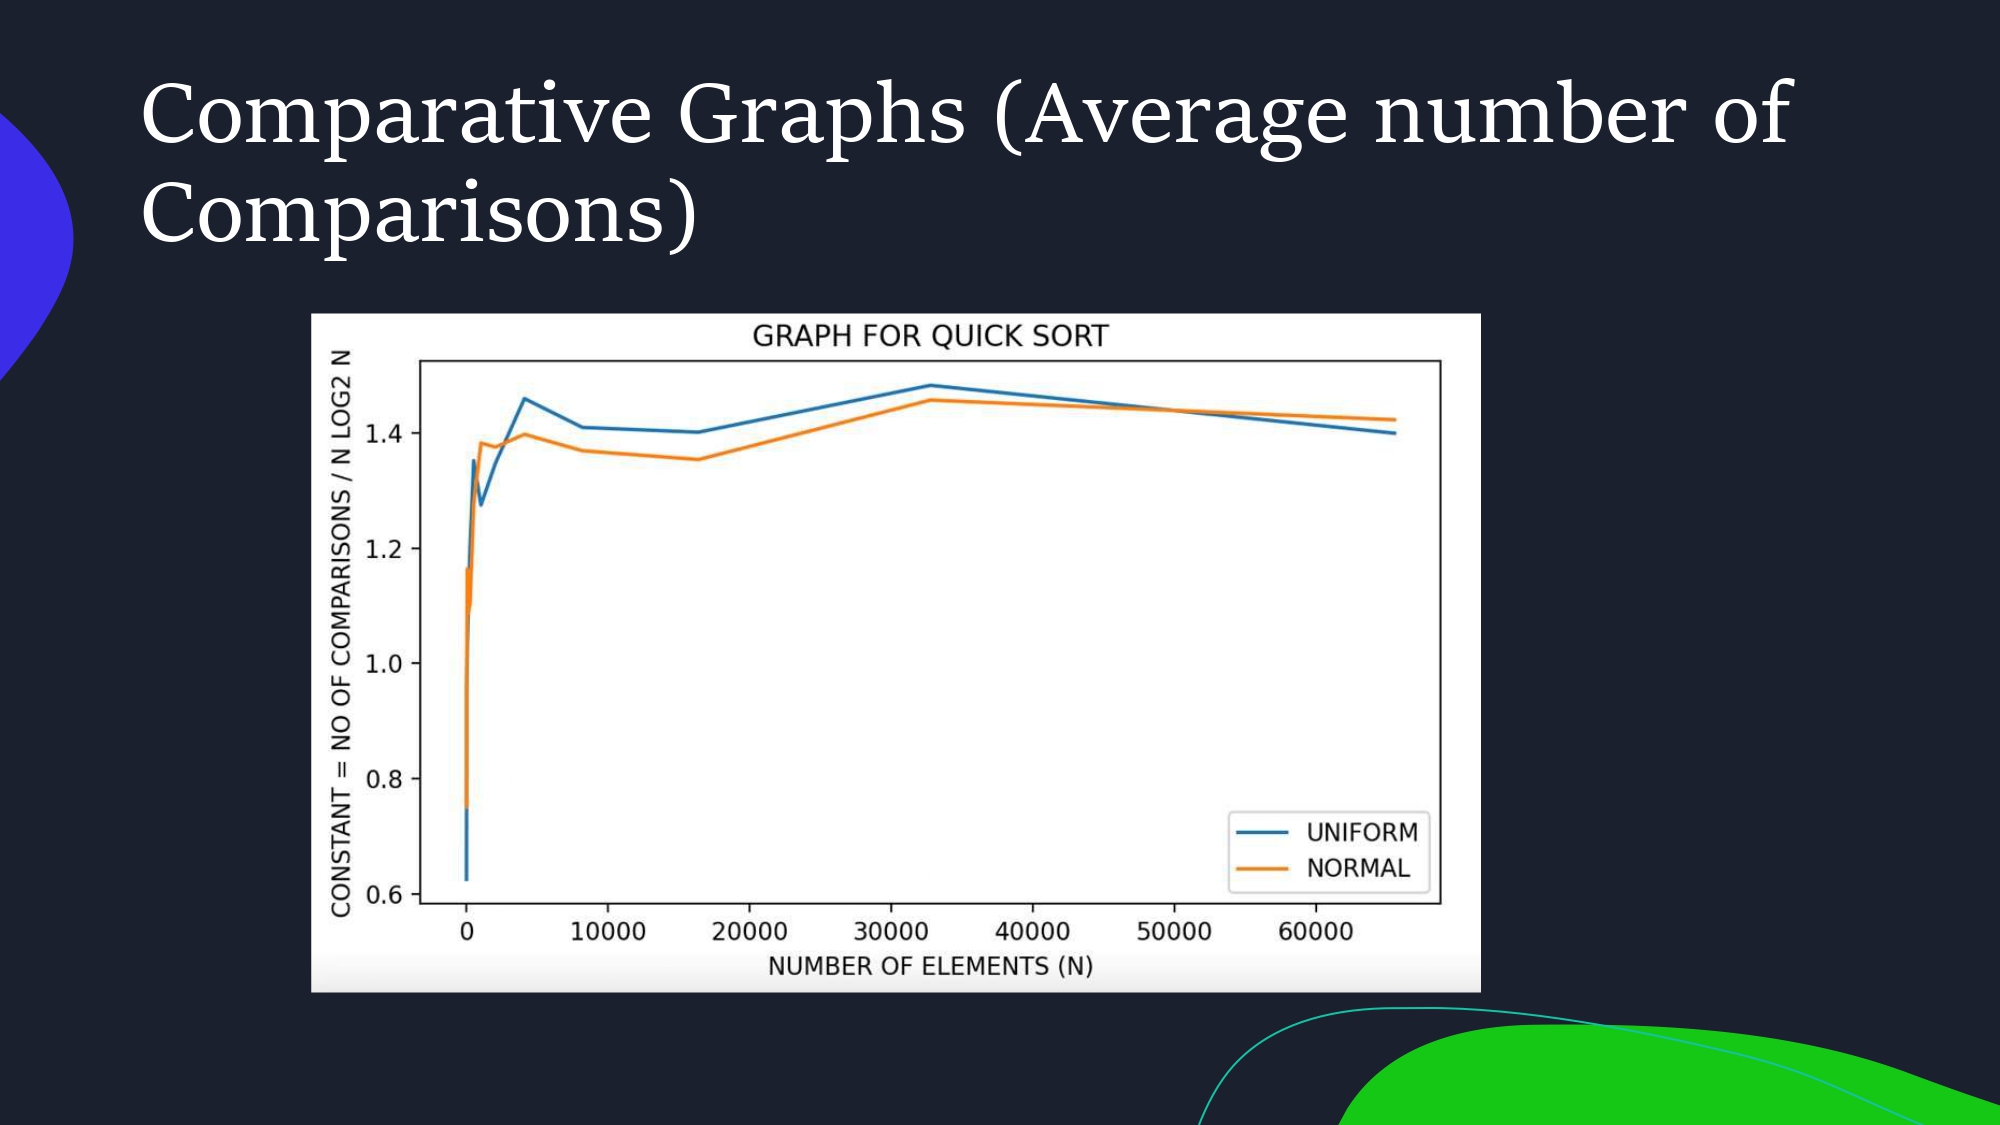 Comparative Graphs (Average number of
Comparisons)
GRAPH FOR QUICK SORT
CONSTANT = NO OF COMPARISONS / N LOG2 N
1.4
1.2
1.0
0.8
0.6
UNIFORM
NORMAL
0 10000 20000 30000 40000 50000 60000
NUMBER OF ELEMENTS (N)